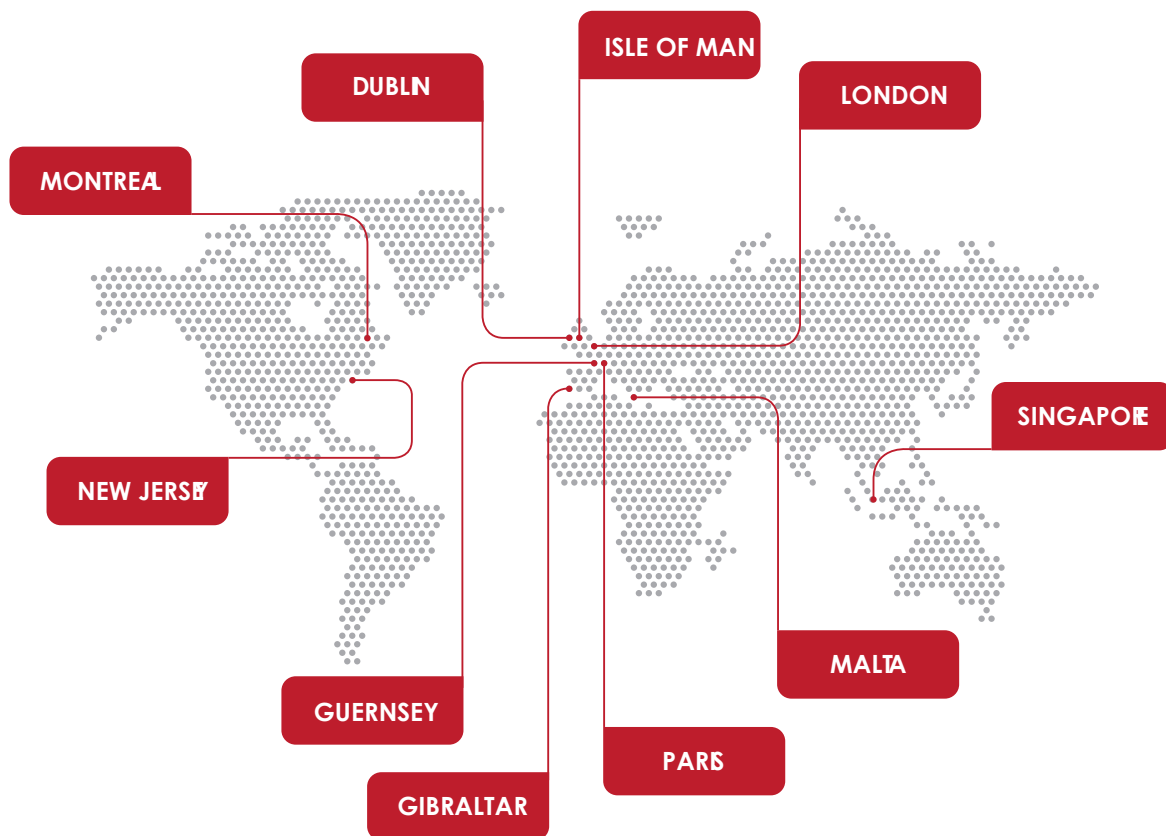 ISLE OF MAN
DUBLIN
LONDON
MONTREAL
SINGAPORE
NEW JERSEY
MALTA
GUERNSEY
PARIS
GIBRALTAR